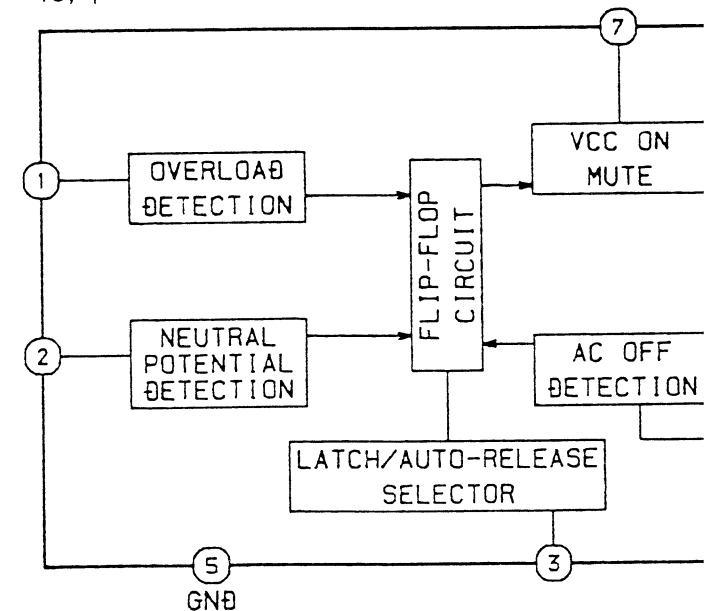 7
VCC ON
MUTE
1
OVERLOAD
DETECTION
FLIP-FLOP
CIRCUIT
2
NEUTRAL
POTENTIAL
DETECTION
AC OFF
DETECTION
LATCH/AUTO-RELEASE
SELECTOR
5
3
GND